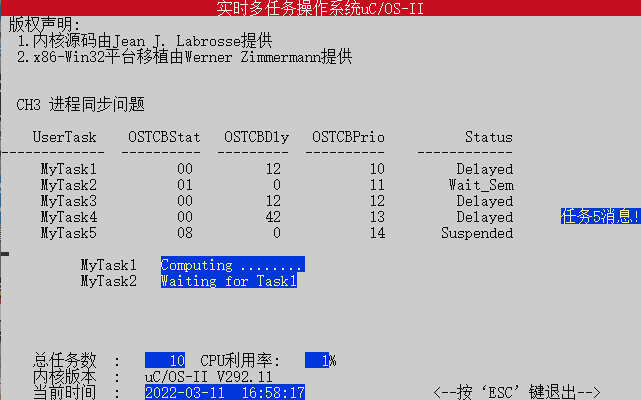 实时多任务操作系统uC/OS-II
版权声明:
1.内核源码由Jean J. Labrosse提供
2.x86-Win32平台移植由Werner Zimmermann提供
CH3 进程同步问题
UserTask OSTCBStat OSTCBDly OSTCBPrio Status
------------- ---------- --------- ---------- ------------
MyTask1 00 12 10 Delayed
MyTask2 01 0 11 Wait_Sem
MyTask3 00 12 12 Delayed
MyTask4 00 42 13 Delayed 任务5消息!
MyTask5 08 0 14 Suspended
MyTask1 Computing ........
MyTask2 Waiting for Task1
总任务数 : 10 CPU利用率: 1%
内核版本 : uC/OS-II V292.11
当前时间 : 2022-03-11 16:58:17 <--按‘ESC’键退出-->